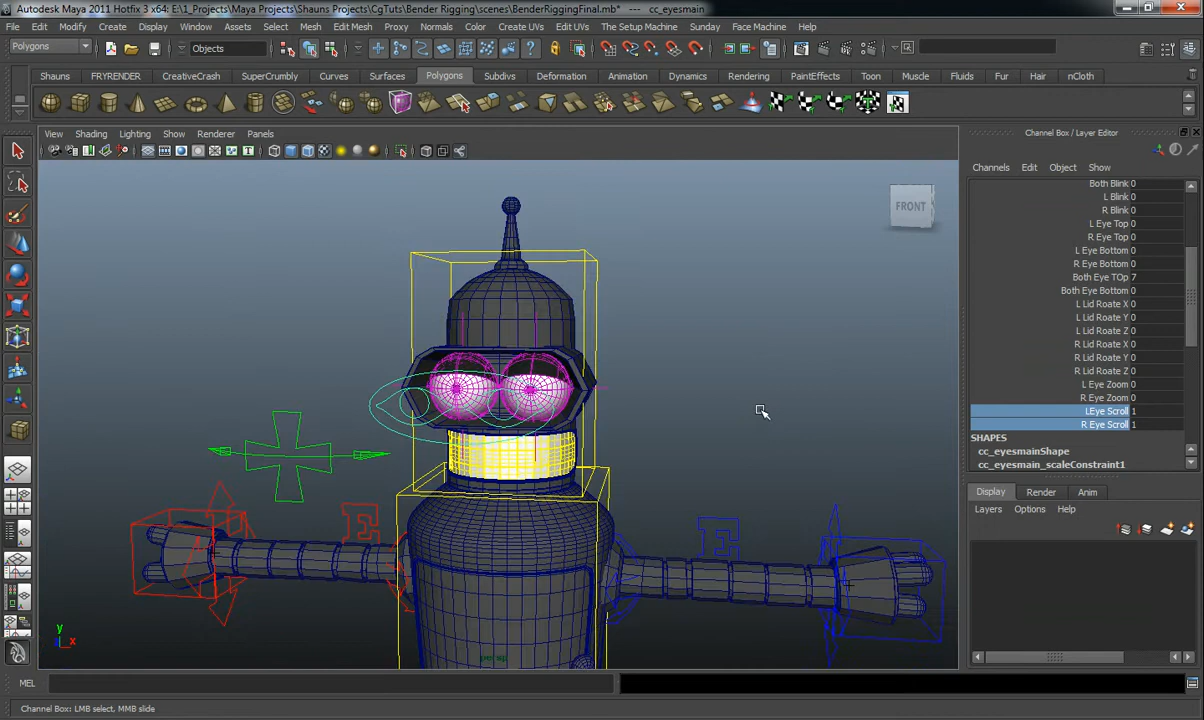 Autodesk Maya 2011 Hotfix 3 x64: E:\1_Projects\Maya Projects\Shauns Projects\CgTuts\Bender Rigging\scenes\BenderRiggingFinal.mb* --- cc_eyesmain
File Edit Modify Create Display Window Assets Select Mesh Edit Mesh Proxy Normals Color Create UVs Edit UVs The Setup Machine Sunday Face Machine Help
Polygons Objects
Shauns FRYRENDER CreativeCrash SuperCrumbly Curves Surfaces Polygons Subdivs Deformation Animation Dynamics Rendering PaintEffects Toon Muscle Fluids Fur Hair nCloth
View Shading Lighting Show Renderer Panels
Channel Box / Layer Editor
Channels Edit Object Show
FRONT
Both Blink 0
L Blink 0
R Blink 0
L Eye Top 0
R Eye Top 0
L Eye Bottom 0
R Eye Bottom 0
Both Eye TOp 7
Both Eye Bottom 0
L Lid Roate X 0
L Lid Roate Y 0
L Lid Roate Z 0
R Lid Roate X 0
R Lid Roate Y 0
R Lid Roate Z 0
L Eye Zoom 0
R Eye Zoom 0
LEye Scroll 1
R Eye Scroll 1
SHAPES
cc_eyesmainShape
cc_eyesmain_scaleConstraint1
Display Render Anim
Layers Options Help
E E
y
x
MEL
Channel Box: LMB select, MMB slide